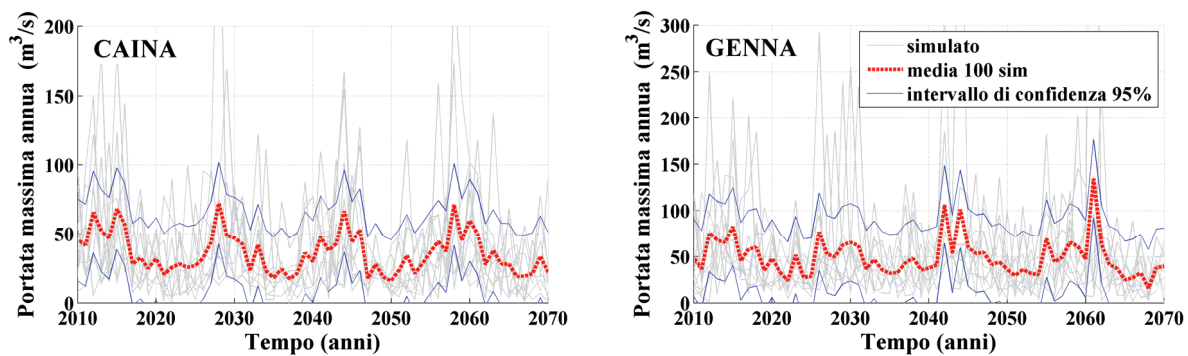 CAINA
Portata massima annua (m³/s)
200
150
100
50
0
2010 2020 2030 2040 2050 2060 2070
Tempo (anni)
GENNA
simulato
media 100 sim
intervallo di confidenza 95%
Portata massima annua (m³/s)
300
250
200
150
100
50
0
2010 2020 2030 2040 2050 2060 2070
Tempo (anni)